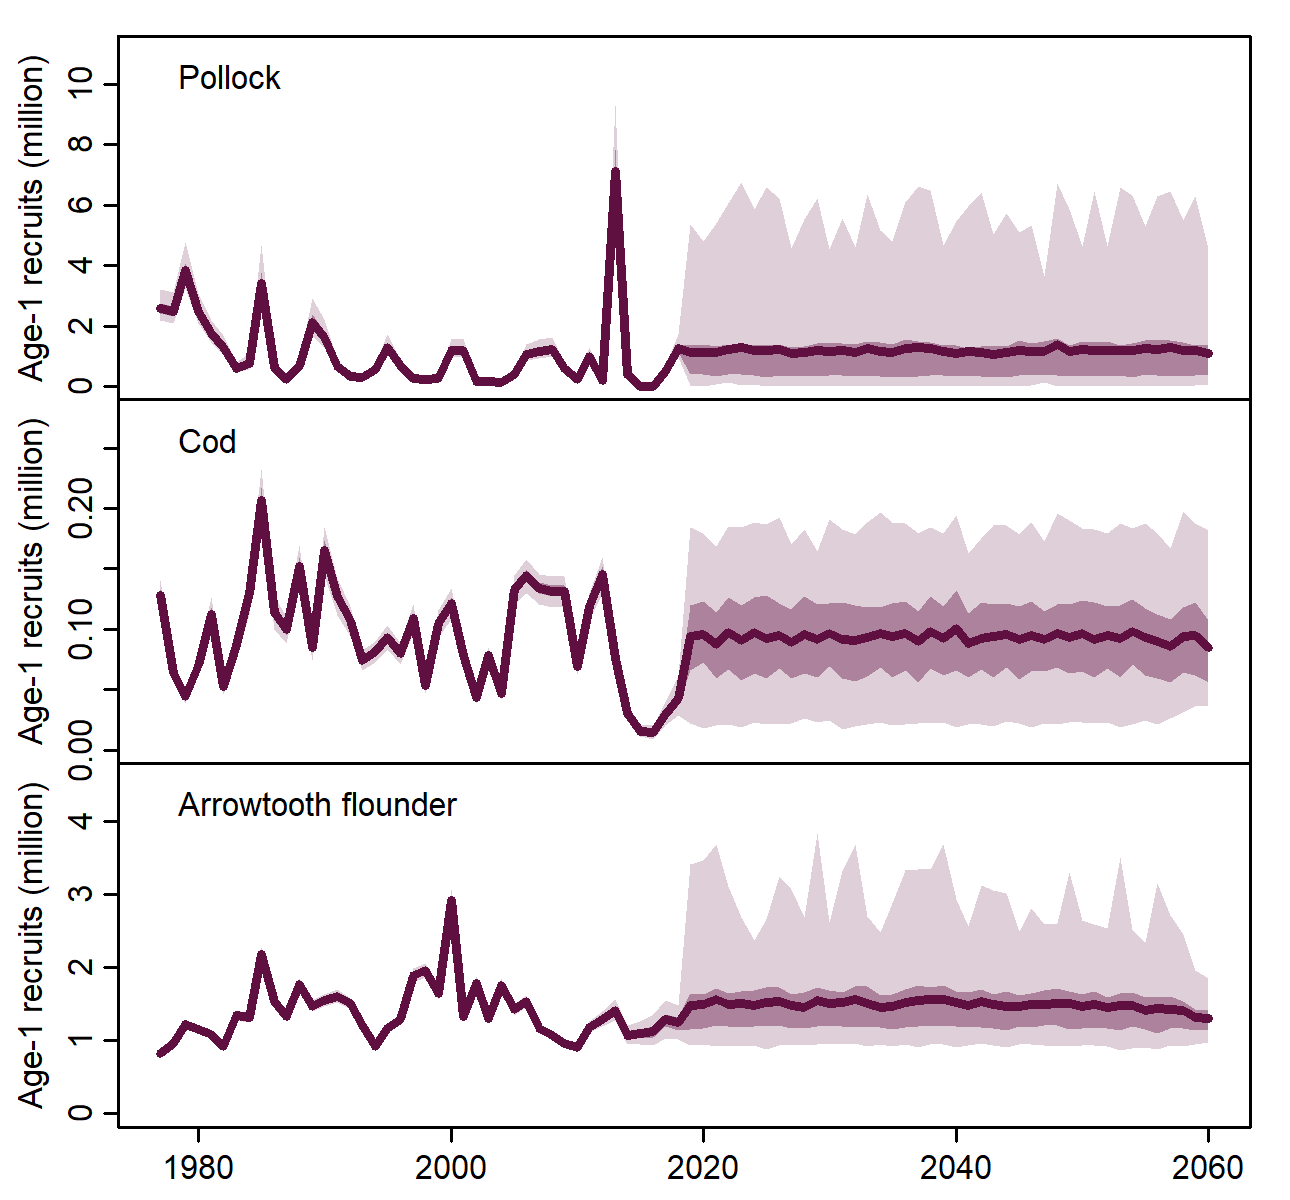 Pollock
Age-1 recruits (million)
10
8
6
4
2
0
Cod
Age-1 recruits (million)
0.20
0.10
0.00
Arrowtooth flounder
Age-1 recruits (million)
4
3
2
1
0
1980 2000 2020 2040 2060